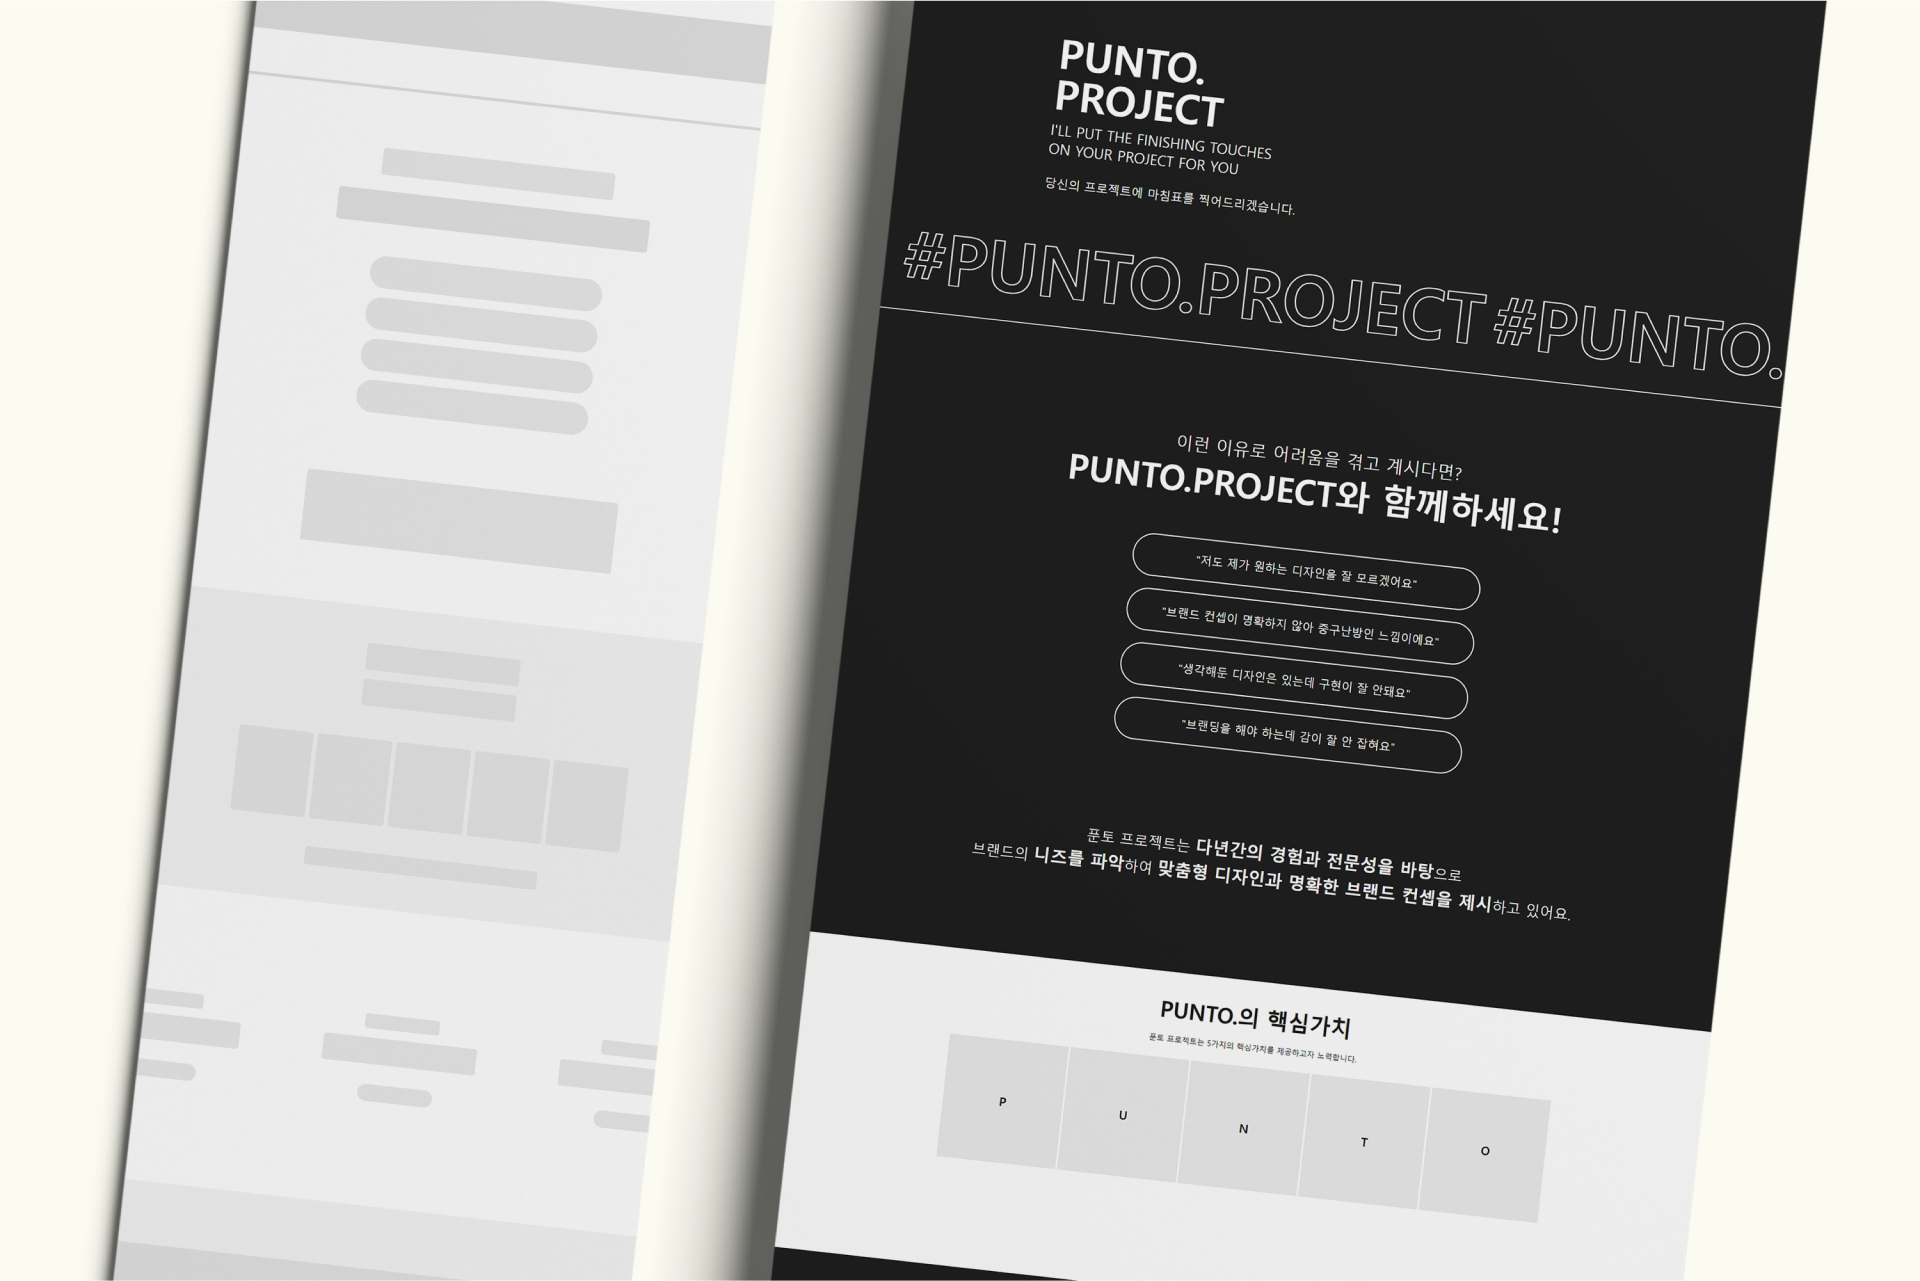 PUNTO.
PROJECT
I'LL PUT THE FINISHING TOUCHES
ON YOUR PROJECT FOR YOU
당신의 프로젝트에 마침표를 찍어드리겠습니다.
#PUNTO.PROJECT #PUNTO.
이런 이유로 어려움을 겪고 계시다면?
PUNTO.PROJECT와 함께하세요!
"저도 제가 원하는 디자인을 잘 모르겠어요"
"브랜드 컨셉이 명확하지 않아 중구난방인 느낌이에요"
"생각해둔 디자인은 있는데 구현이 잘 안돼요"
"브랜딩을 해야 하는데 감이 잘 안 잡혀요"
푼토 프로젝트는 다년간의 경험과 전문성을 바탕으로
브랜드의 니즈를 파악하여 맞춤형 디자인과 명확한 브랜드 컨셉을 제시하고 있어요.
PUNTO.의 핵심가치
푼토 프로젝트는 5가지의 핵심가치를 제공하고자 노력합니다.
P U N T O